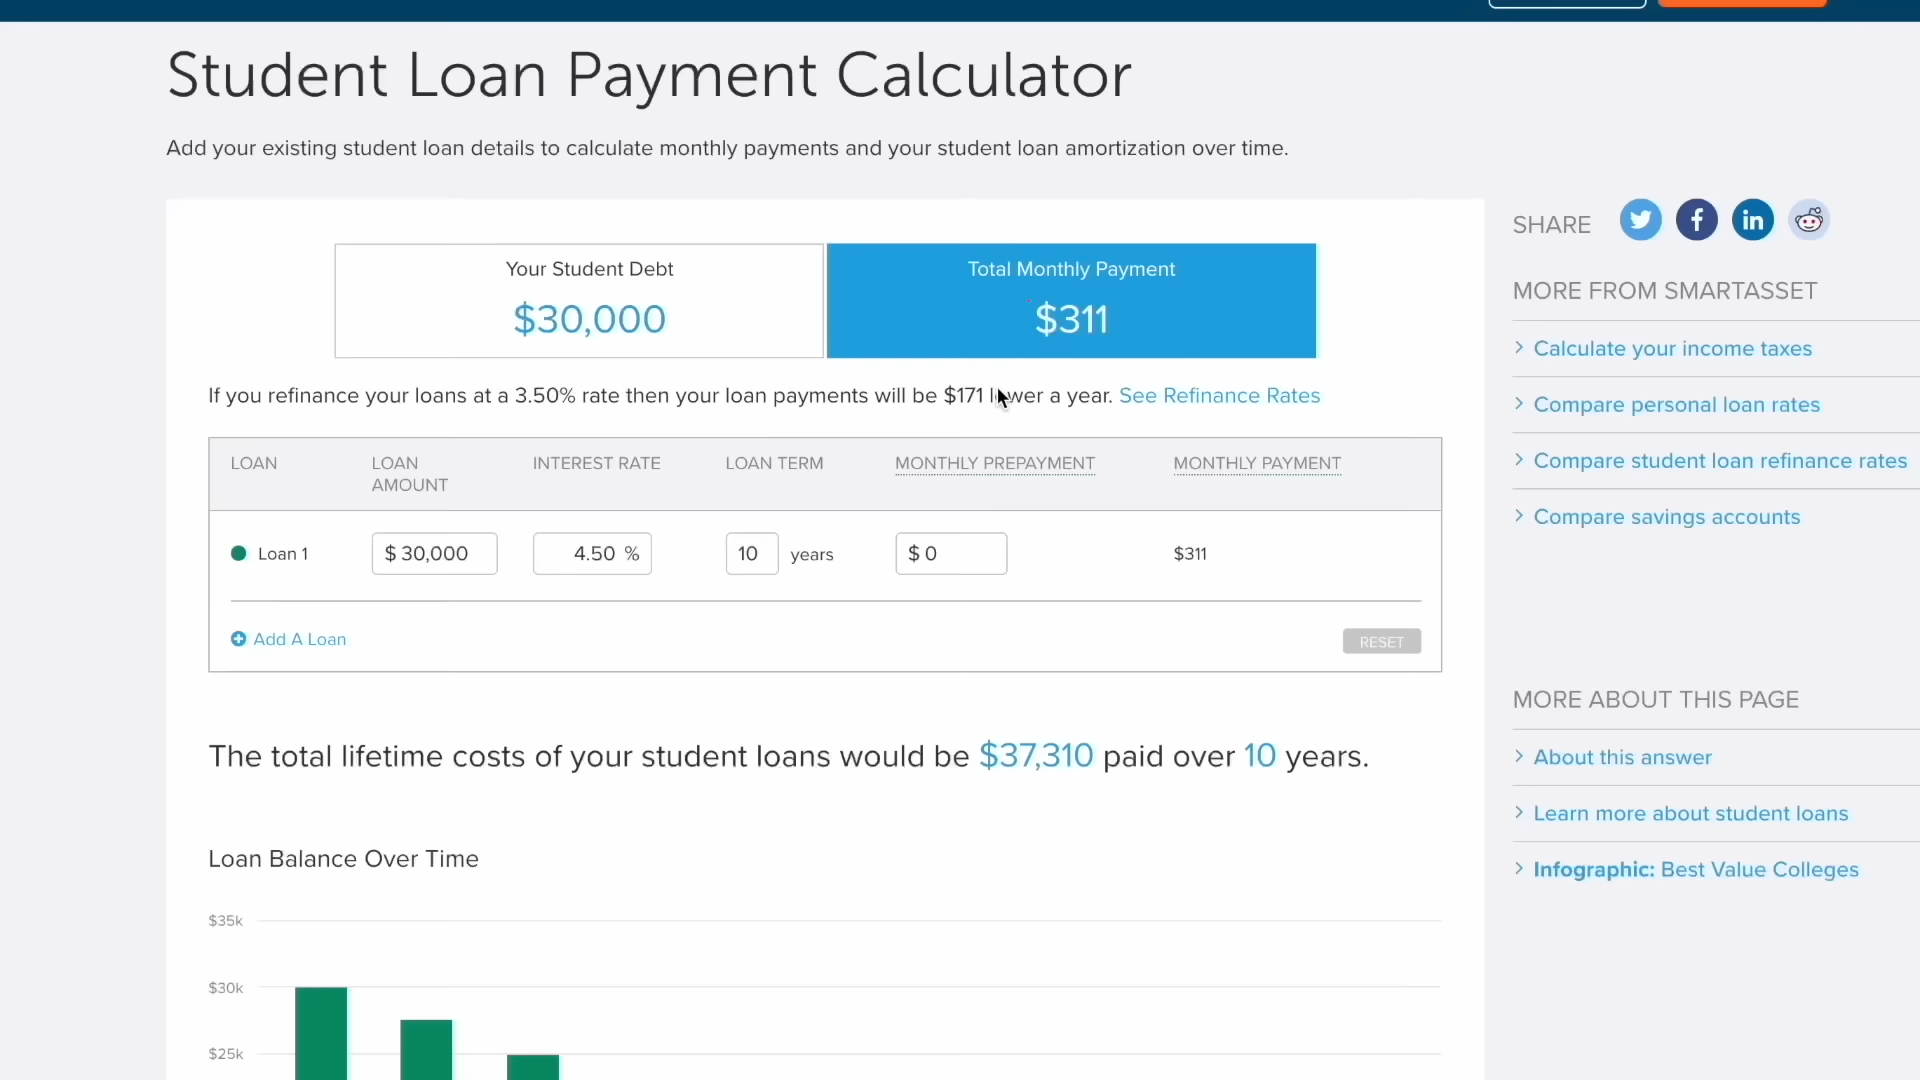 Student Loan Payment Calculator
Add your existing student loan details to calculate monthly payments and your student loan amortization over time.
Your Student Debt
$30,000
Total Monthly Payment
$311
If you refinance your loans at a 3.50% rate then your loan payments will be $171 lower a year. See Refinance Rates
LOAN
LOAN
AMOUNT
INTEREST RATE
LOAN TERM
MONTHLY PREPAYMENT
MONTHLY PAYMENT
Loan 1
$ 30,000
4.50 %
10 years
$ 0
$311
Add A Loan
RESET
The total lifetime costs of your student loans would be $37,310 paid over 10 years.
Loan Balance Over Time
$35k
$30k
$25k
SHARE
MORE FROM SMARTASSET
Calculate your income taxes
Compare personal loan rates
Compare student loan refinance rates
Compare savings accounts
MORE ABOUT THIS PAGE
About this answer
Learn more about student loans
Infographic: Best Value Colleges